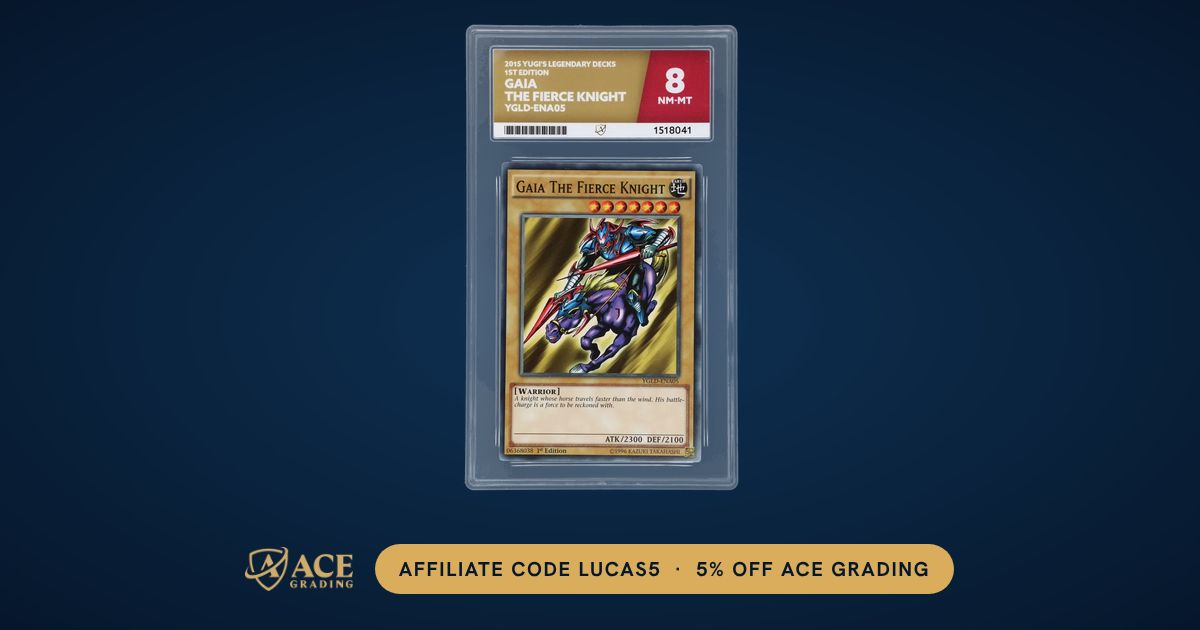 2015 YUGI'S LEGENDARY DECKS
1ST EDITION
GAIA
THE FIERCE KNIGHT
YGLD-ENA05
8
NM-MT
1518041
GAIA THE FIERCE KNIGHT
EARTH
地
YGLD-ENA05
[WARRIOR]
A knight whose horse travels faster than the wind. His battle-
charge is a force to be reckoned with.
ATK/2300 DEF/2100
06368038 1st Edition
©1996 KAZUKI TAKAHASHI
ACE
GRADING
AFFILIATE CODE LUCAS5 · 5% OFF ACE GRADING